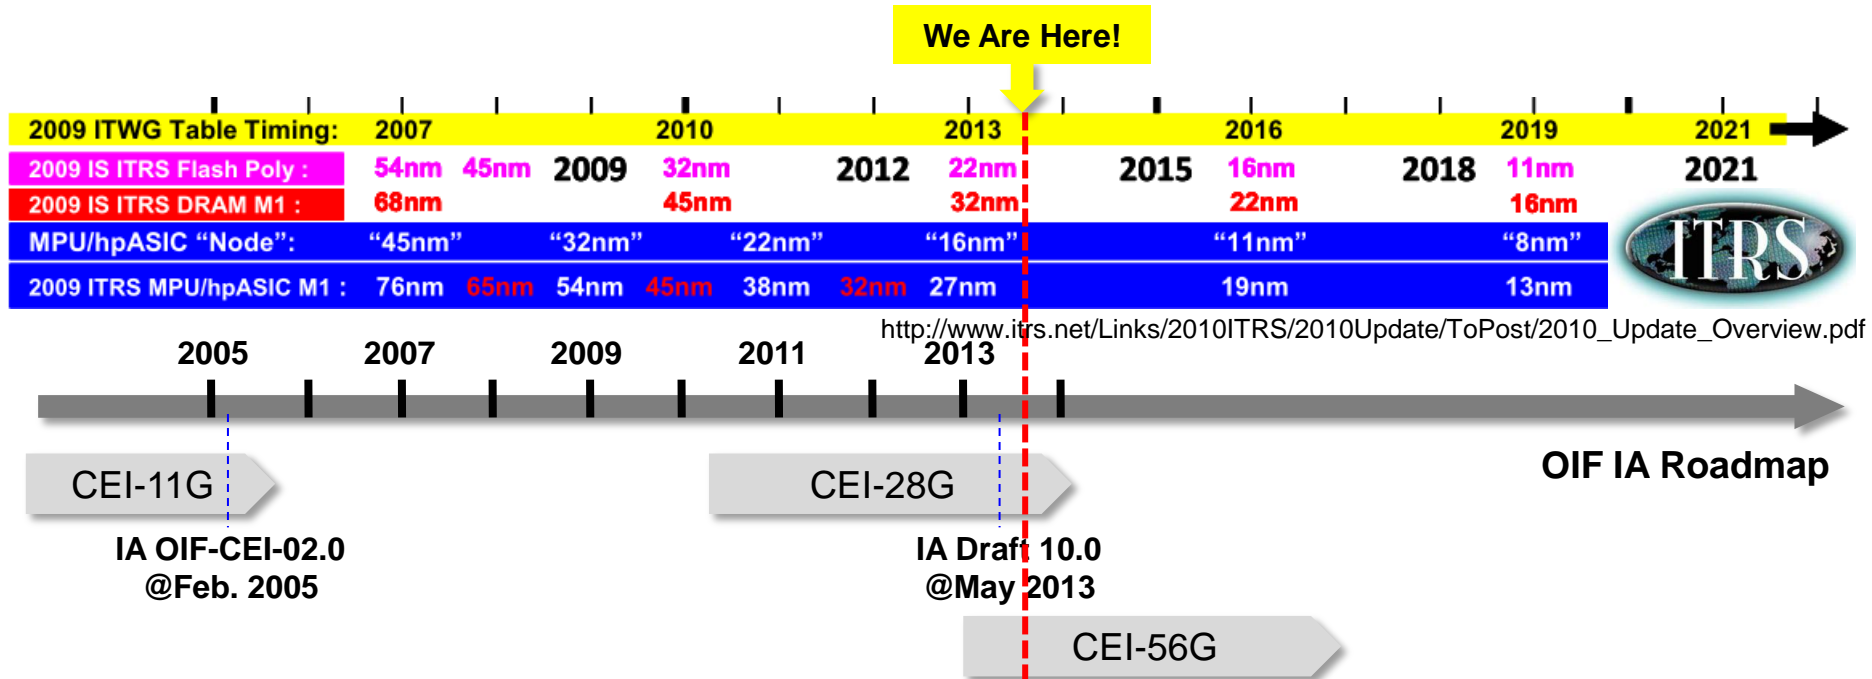 We Are Here!
2009 ITWG Table Timing: 2007 2010 2013 2016 2019 2021
2009 IS ITRS Flash Poly : 54nm 45nm 2009 32nm 2012 22nm 2015 16nm 2018 11nm 2021
2009 IS ITRS DRAM M1 : 68nm 45nm 32nm 22nm 16nm
MPU/hpASIC “Node”: “45nm” “32nm” “22nm” “16nm” “11nm” “8nm”
ITRS
2009 ITRS MPU/hpASIC M1 : 76nm 65nm 54nm 45nm 38nm 32nm 27nm 19nm 13nm
http://www.itrs.net/Links/2010ITRS/2010Update/ToPost/2010_Update_Overview.pdf
2005 2007 2009 2011 2013
OIF IA Roadmap
CEI-11G CEI-28G
IA OIF-CEI-02.0
@Feb. 2005
IA Draft 10.0
@May 2013
CEI-56G